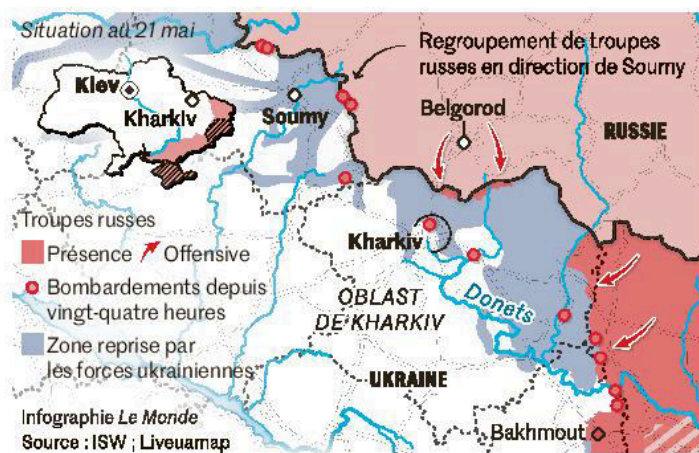 Situation au 21 mai
Kiev
Kharkiv
Soumy
Regroupement de troupes
russes en direction de Soumy
Belgorod
RUSSIE
Troupes russes
Présence
Offensive
Bombardements depuis
vingt-quatre heures
Zone reprise par
les forces ukrainiennes
Kharkiv
OBLAST
DE KHARKIV
Donets
UKRAINE
Bakhmout
Infographie Le Monde
Source : ISW ; Liveuamap